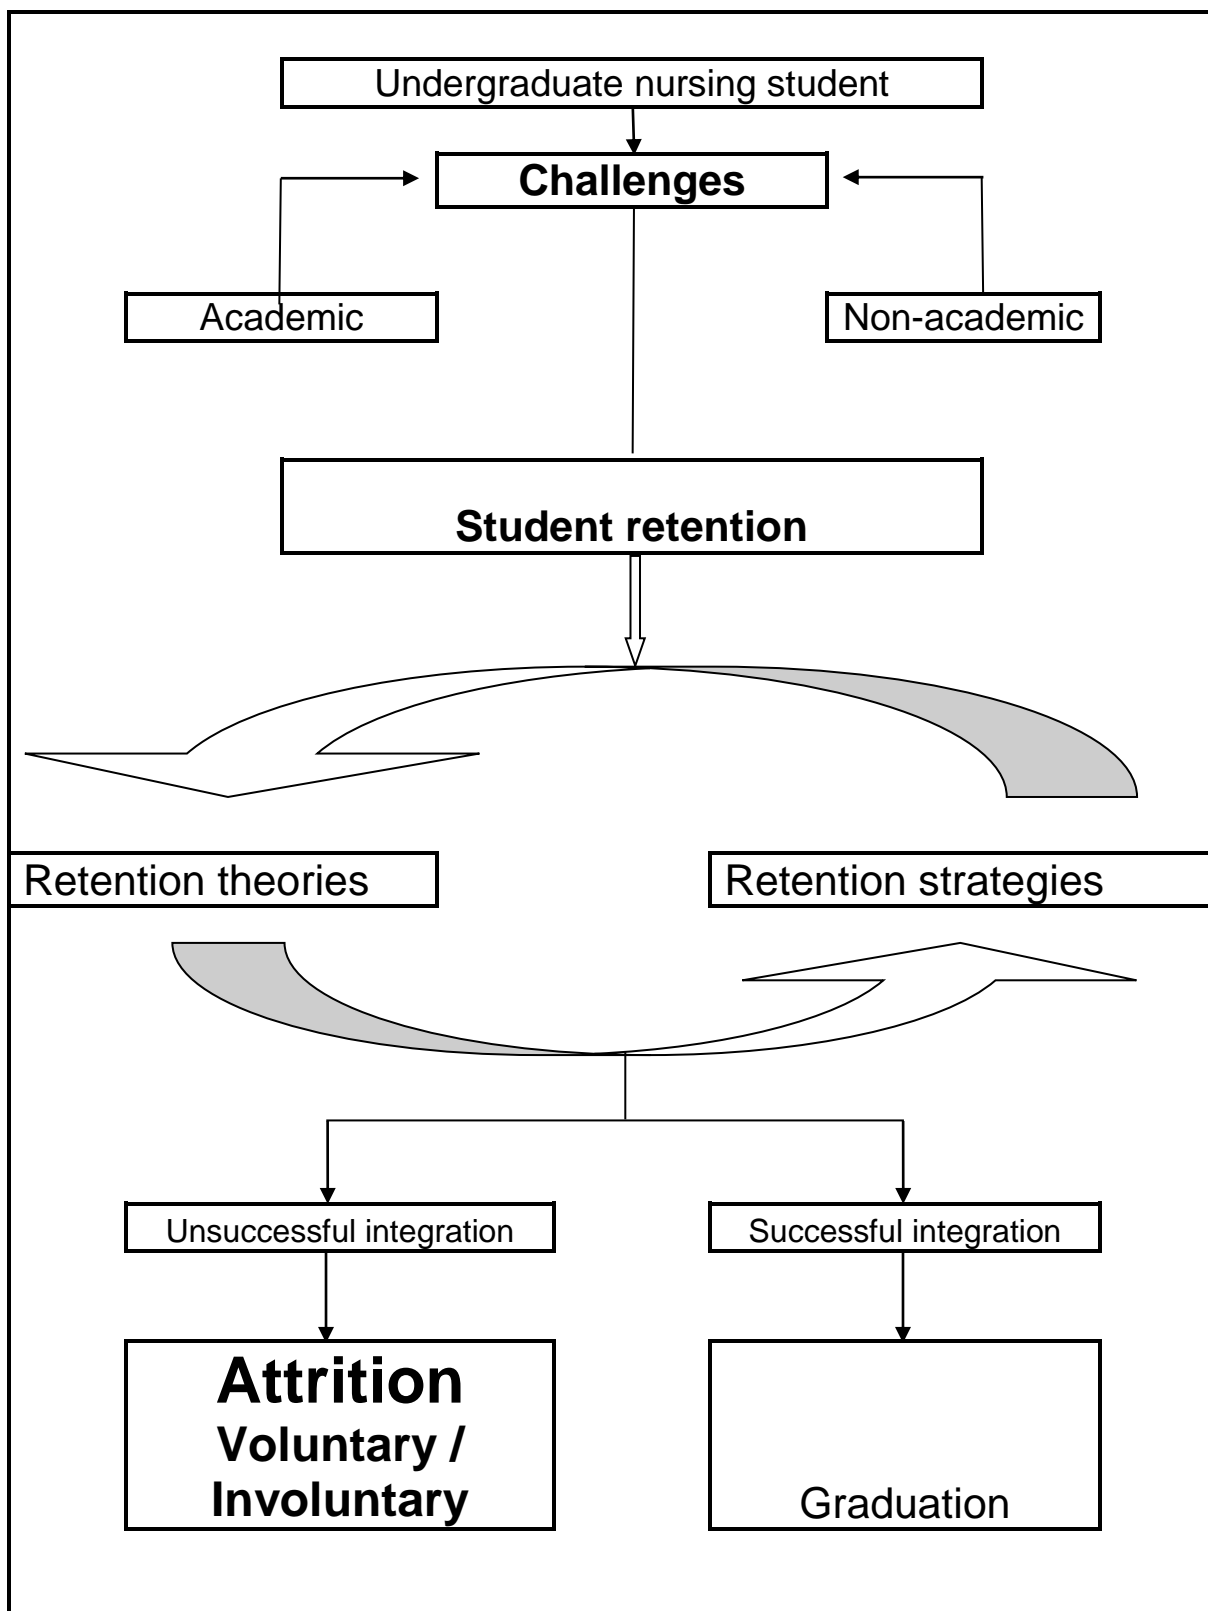 Undergraduate nursing student
Challenges
Academic
Non-academic
Student retention
Retention theories
Retention strategies
Unsuccessful integration
Successful integration
Attrition
Voluntary /
Involuntary
Graduation